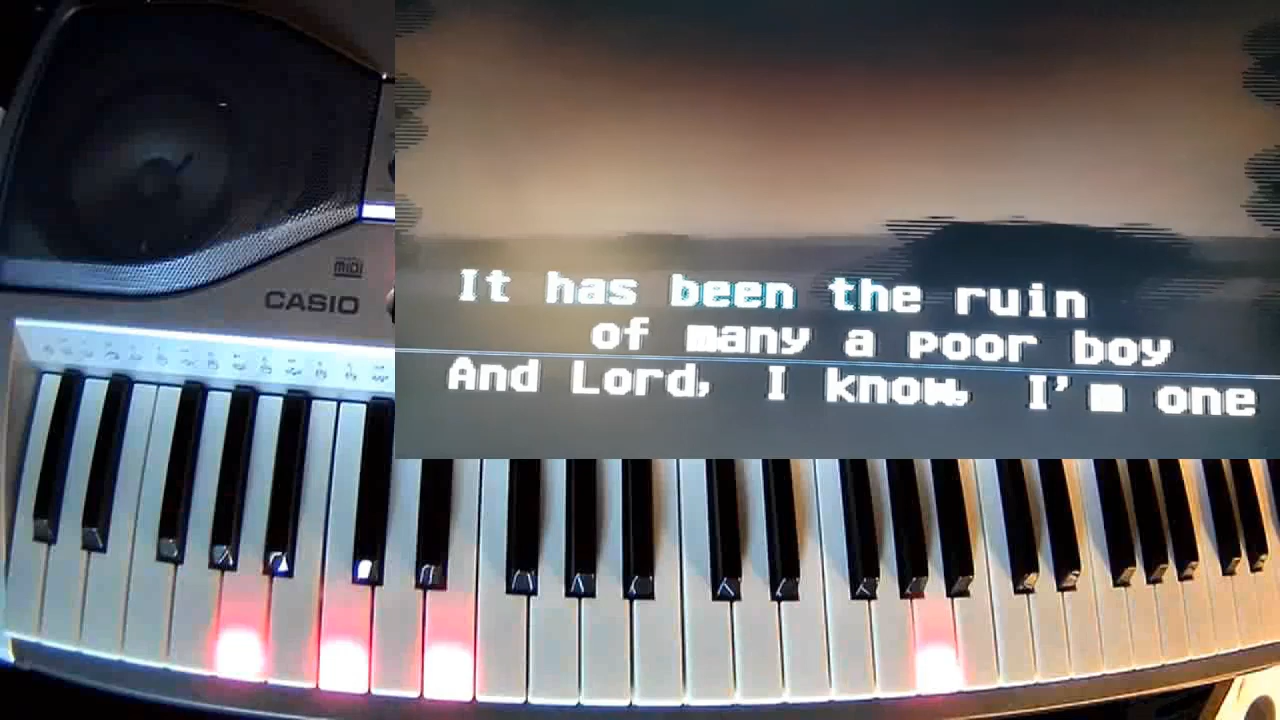 MIDI
CASIO
It has been the ruin
of many a poor boy
And Lord, I know, I'm one